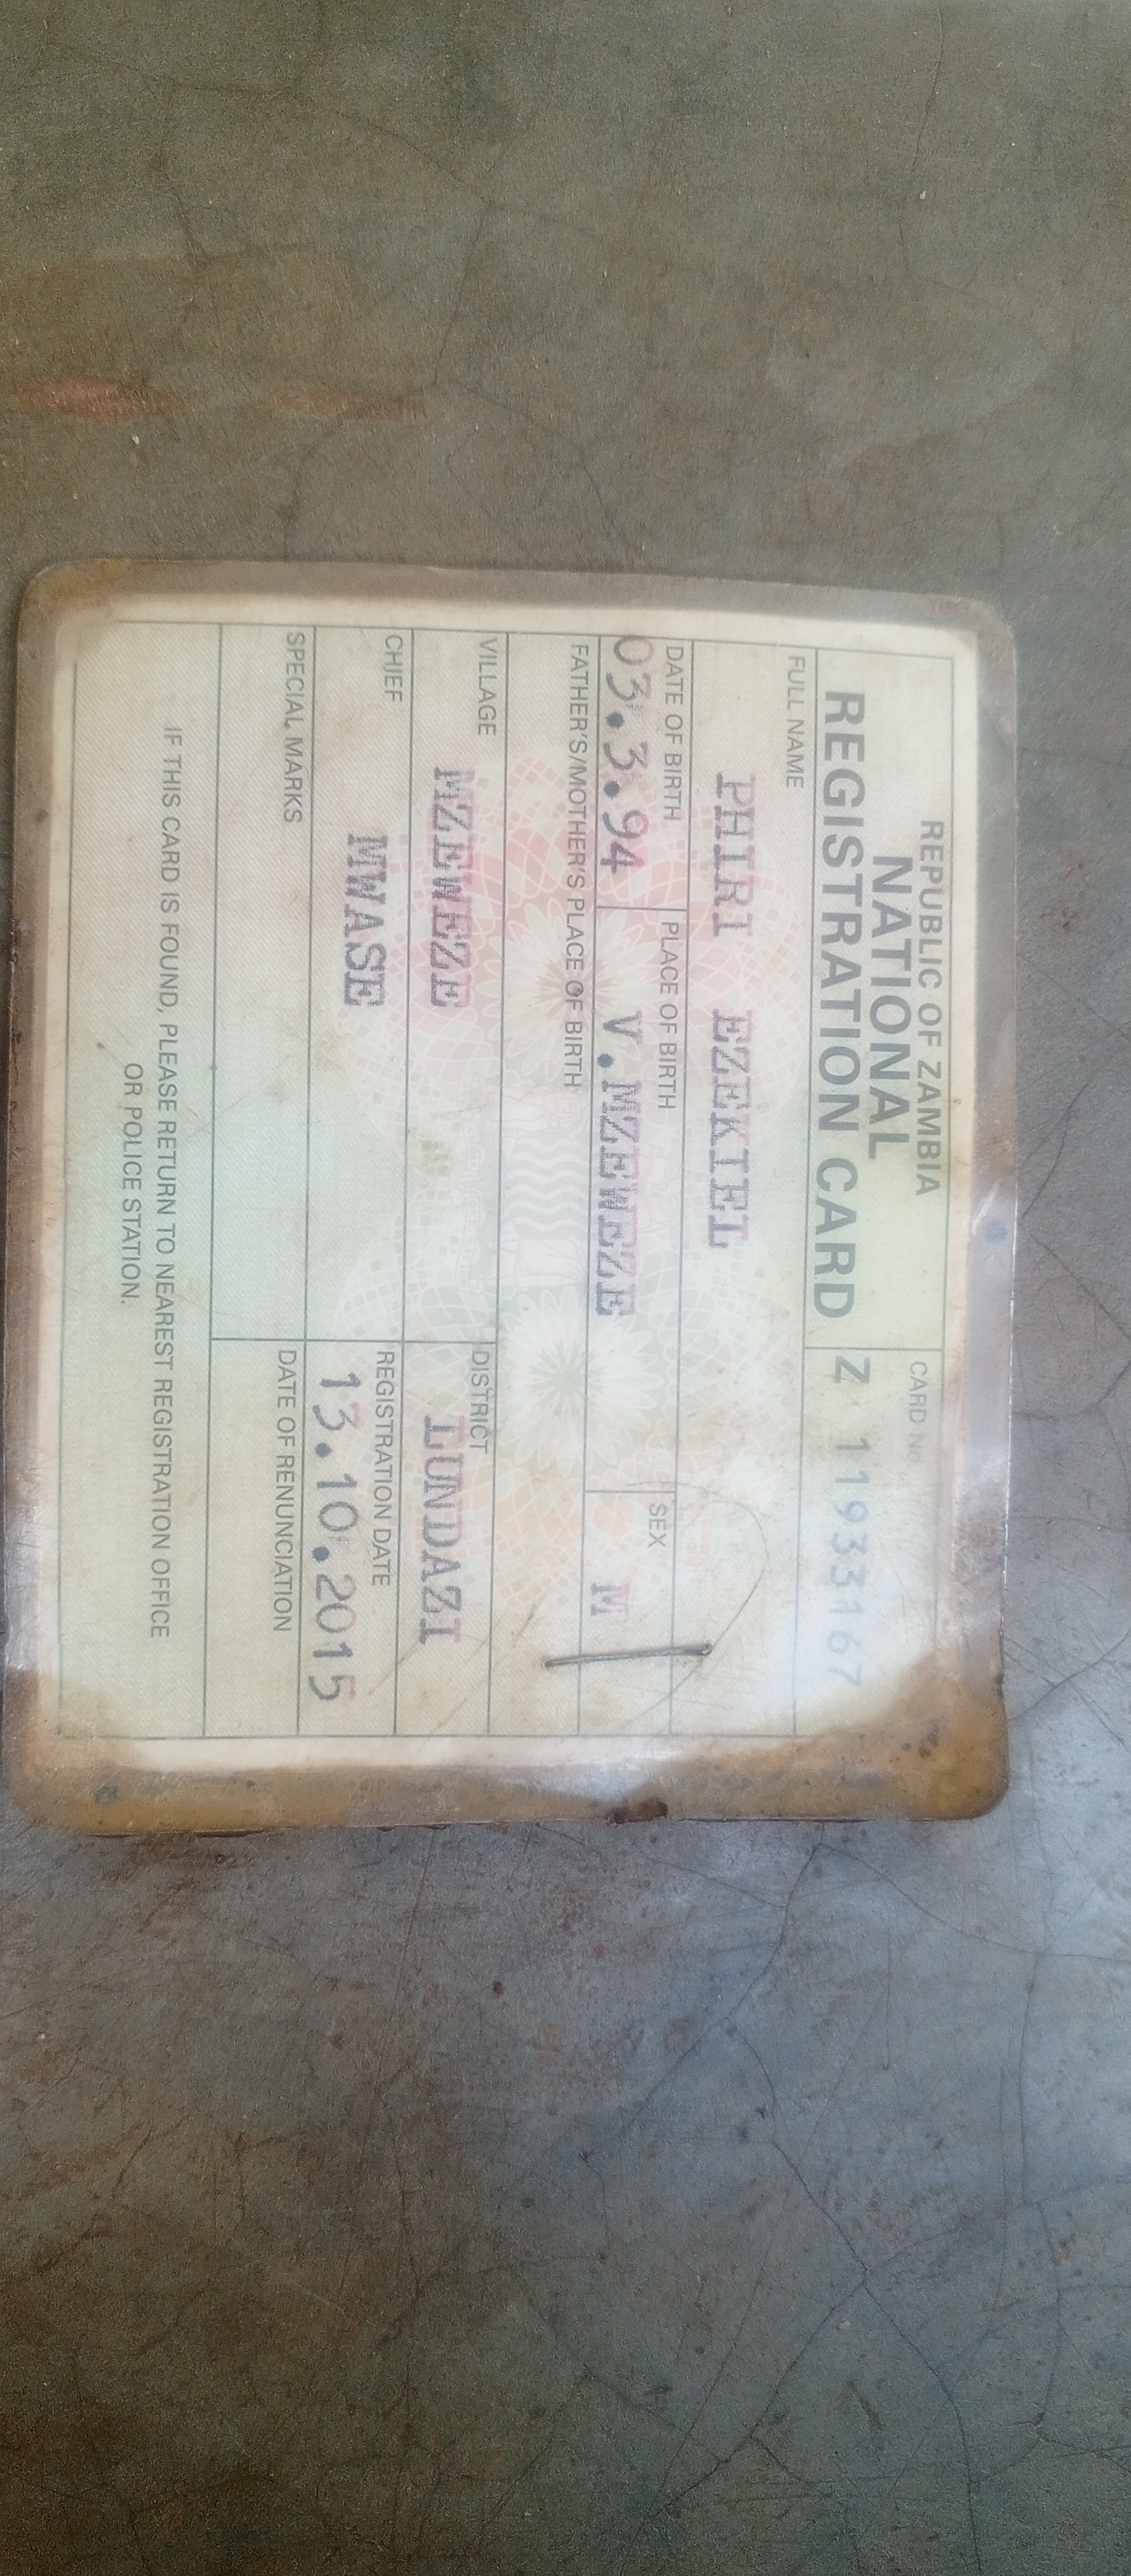 REPUBLIC OF ZAMBIA
NATIONAL
REGISTRATION CARD
CARD No.
Z 11933167
FULL NAME
PHIRI EZEKIEL
DATE OF BIRTH
03.3.94
PLACE OF BIRTH
V.MZEWEZE
SEX
M
FATHER'S/MOTHER'S PLACE OF BIRTH
VILLAGE
MZEWEZE
DISTRICT
LUNDAZI
CHIEF
MWASE
REGISTRATION DATE
13.10.2015
SPECIAL MARKS
DATE OF RENUNCIATION
IF THIS CARD IS FOUND, PLEASE RETURN TO NEAREST REGISTRATION OFFICE
OR POLICE STATION.